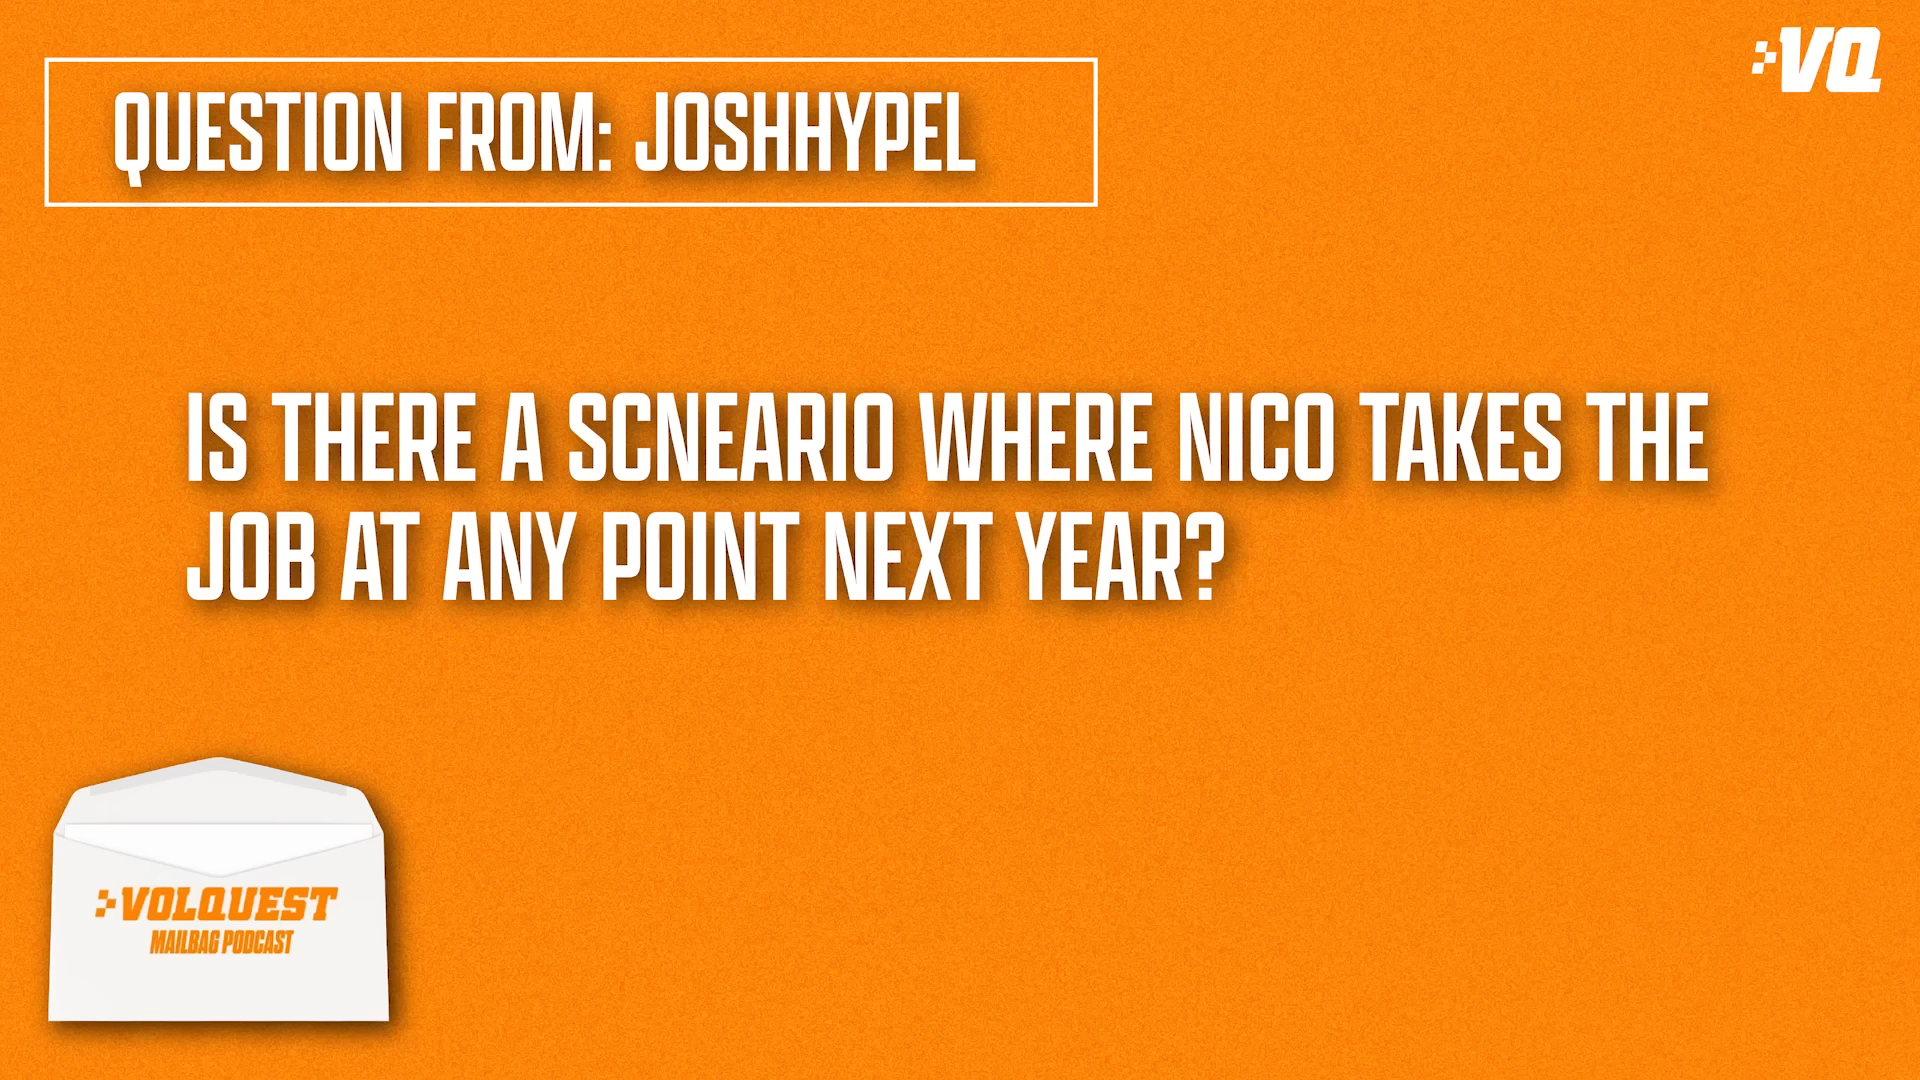 VQ
QUESTION FROM: JOSHHYPEL
IS THERE A SCNEARIO WHERE NICO TAKES THE
JOB AT ANY POINT NEXT YEAR?
VOLQUEST
MAILBAG PODCAST